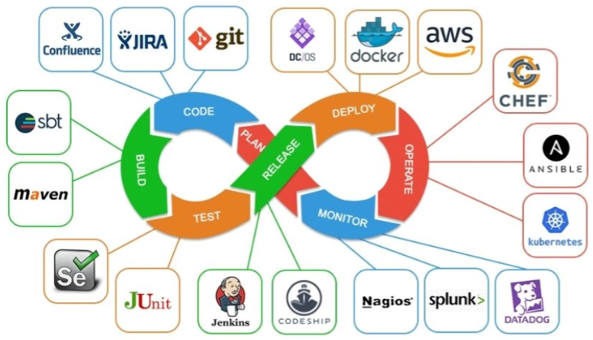 Confluence
JIRA
git
DC/OS
docker
aws
CHEF
sbt
CODE
DEPLOY
PLAN
RELEASE
BUILD
OPERATE
ANSIBLE
maven
TEST
MONITOR
kubernetes
Se
JUnit
Jenkins
CODESHIP
Nagios
splunk>
DATADOG